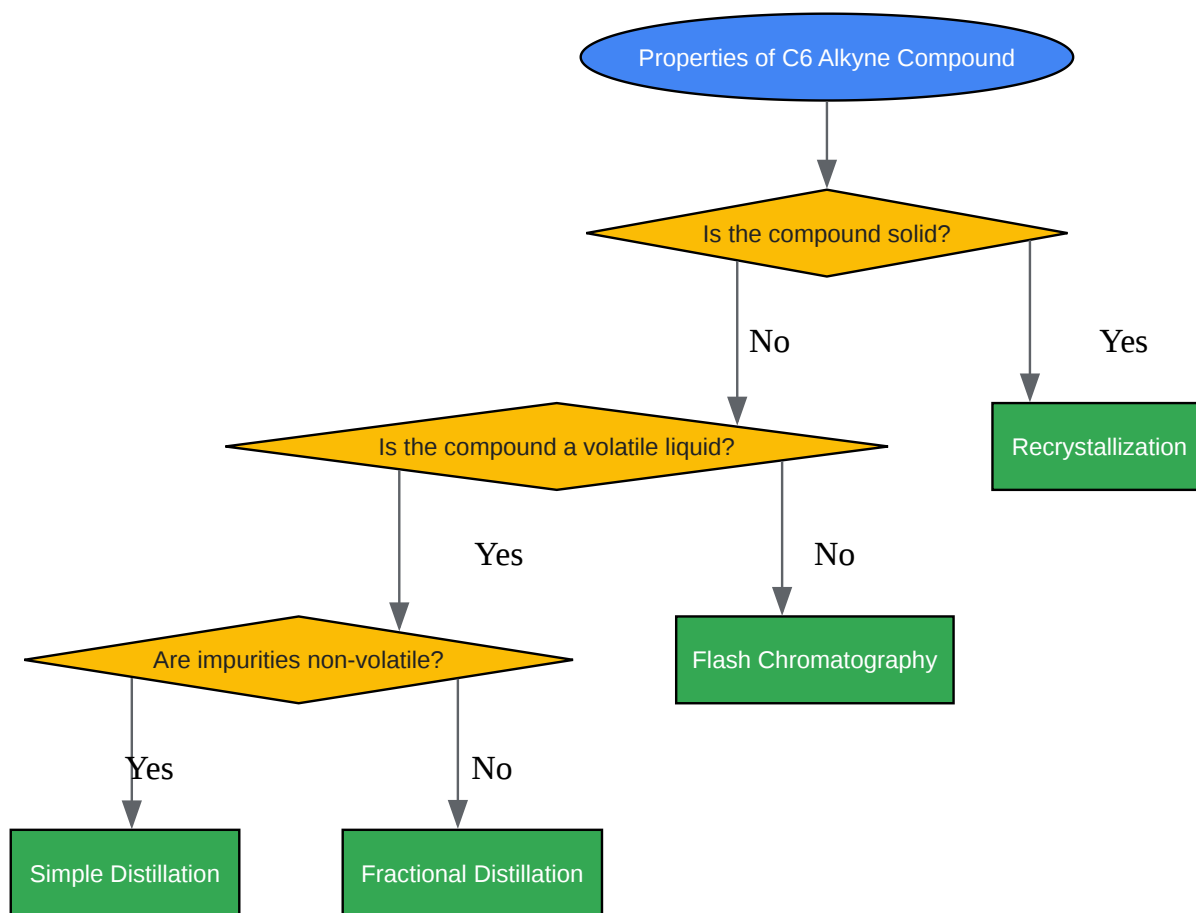 Properties of C6 Alkyne Compound
Is the compound solid?
No
Yes
Is the compound a volatile liquid?
Recrystallization
Yes
No
Are impurities non-volatile?
Flash Chromatography
Yes
No
Simple Distillation
Fractional Distillation